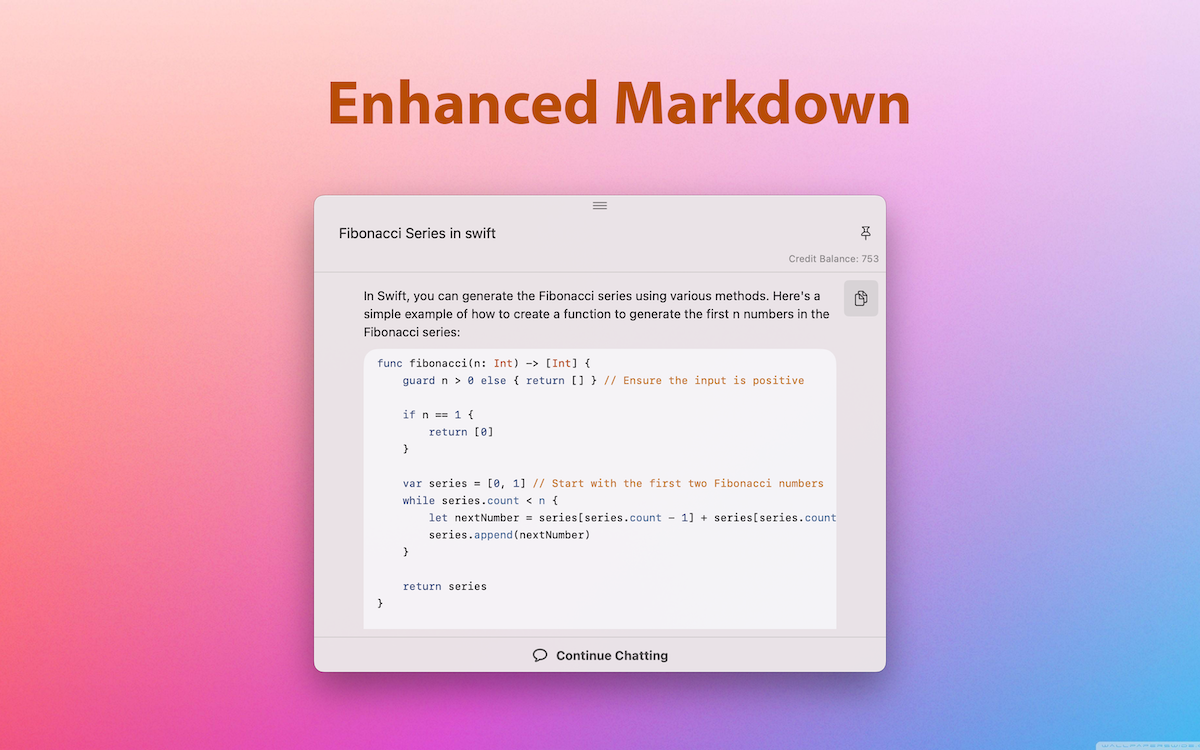 Enhanced Markdown
Fibonacci Series in swift
Credit Balance: 753
In Swift, you can generate the Fibonacci series using various methods. Here's a
simple example of how to create a function to generate the first n numbers in the
Fibonacci series:
func fibonacci(n: Int) -> [Int] {
    guard n > 0 else { return [] } // Ensure the input is positive
    if n == 1 {
        return [0]
    }
    var series = [0, 1] // Start with the first two Fibonacci numbers
    while series.count < n {
        let nextNumber = series[series.count - 1] + series[series.count
        series.append(nextNumber)
    }
    return series
}
Continue Chatting